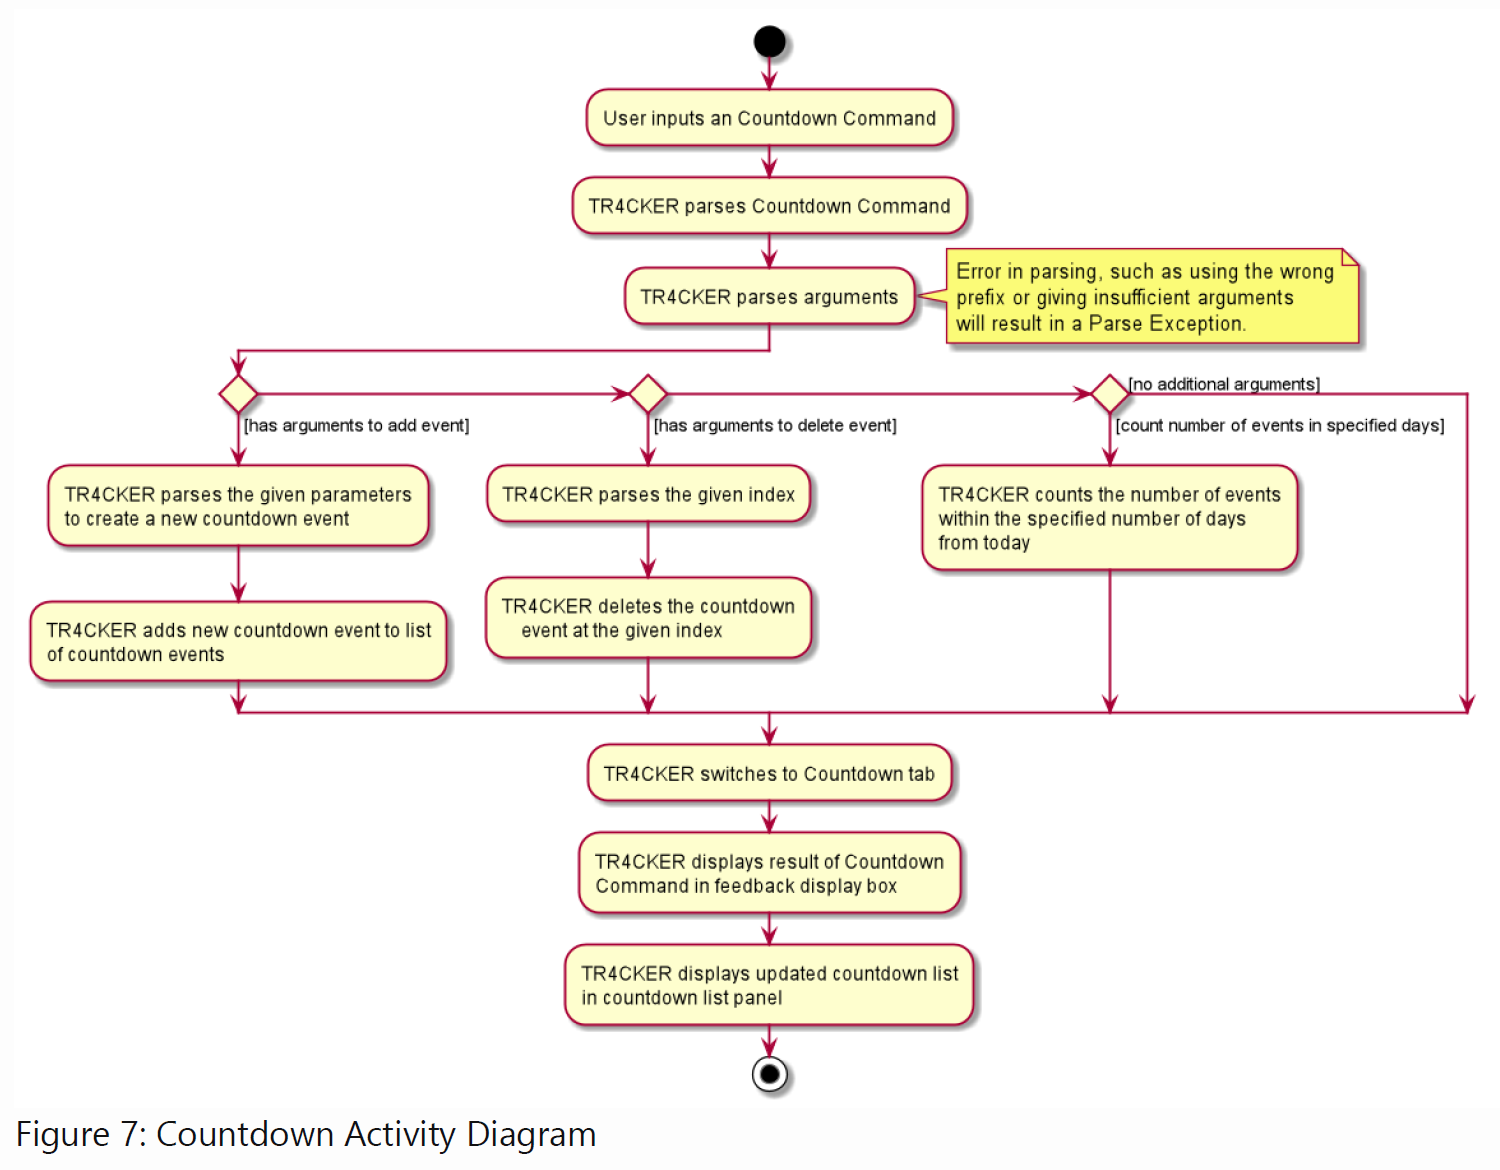 User inputs an Countdown Command
TR4CKER parses Countdown Command
TR4CKER parses arguments
Error in parsing, such as using the wrong
prefix or giving insufficient arguments
will result in a Parse Exception.
[has arguments to add event]
[has arguments to delete event]
[no additional arguments]
[count number of events in specified days]
TR4CKER parses the given parameters
to create a new countdown event
TR4CKER parses the given index
TR4CKER counts the number of events
within the specified number of days
from today
TR4CKER adds new countdown event to list
of countdown events
TR4CKER deletes the countdown
event at the given index
TR4CKER switches to Countdown tab
TR4CKER displays result of Countdown
Command in feedback display box
TR4CKER displays updated countdown list
in countdown list panel
Figure 7: Countdown Activity Diagram